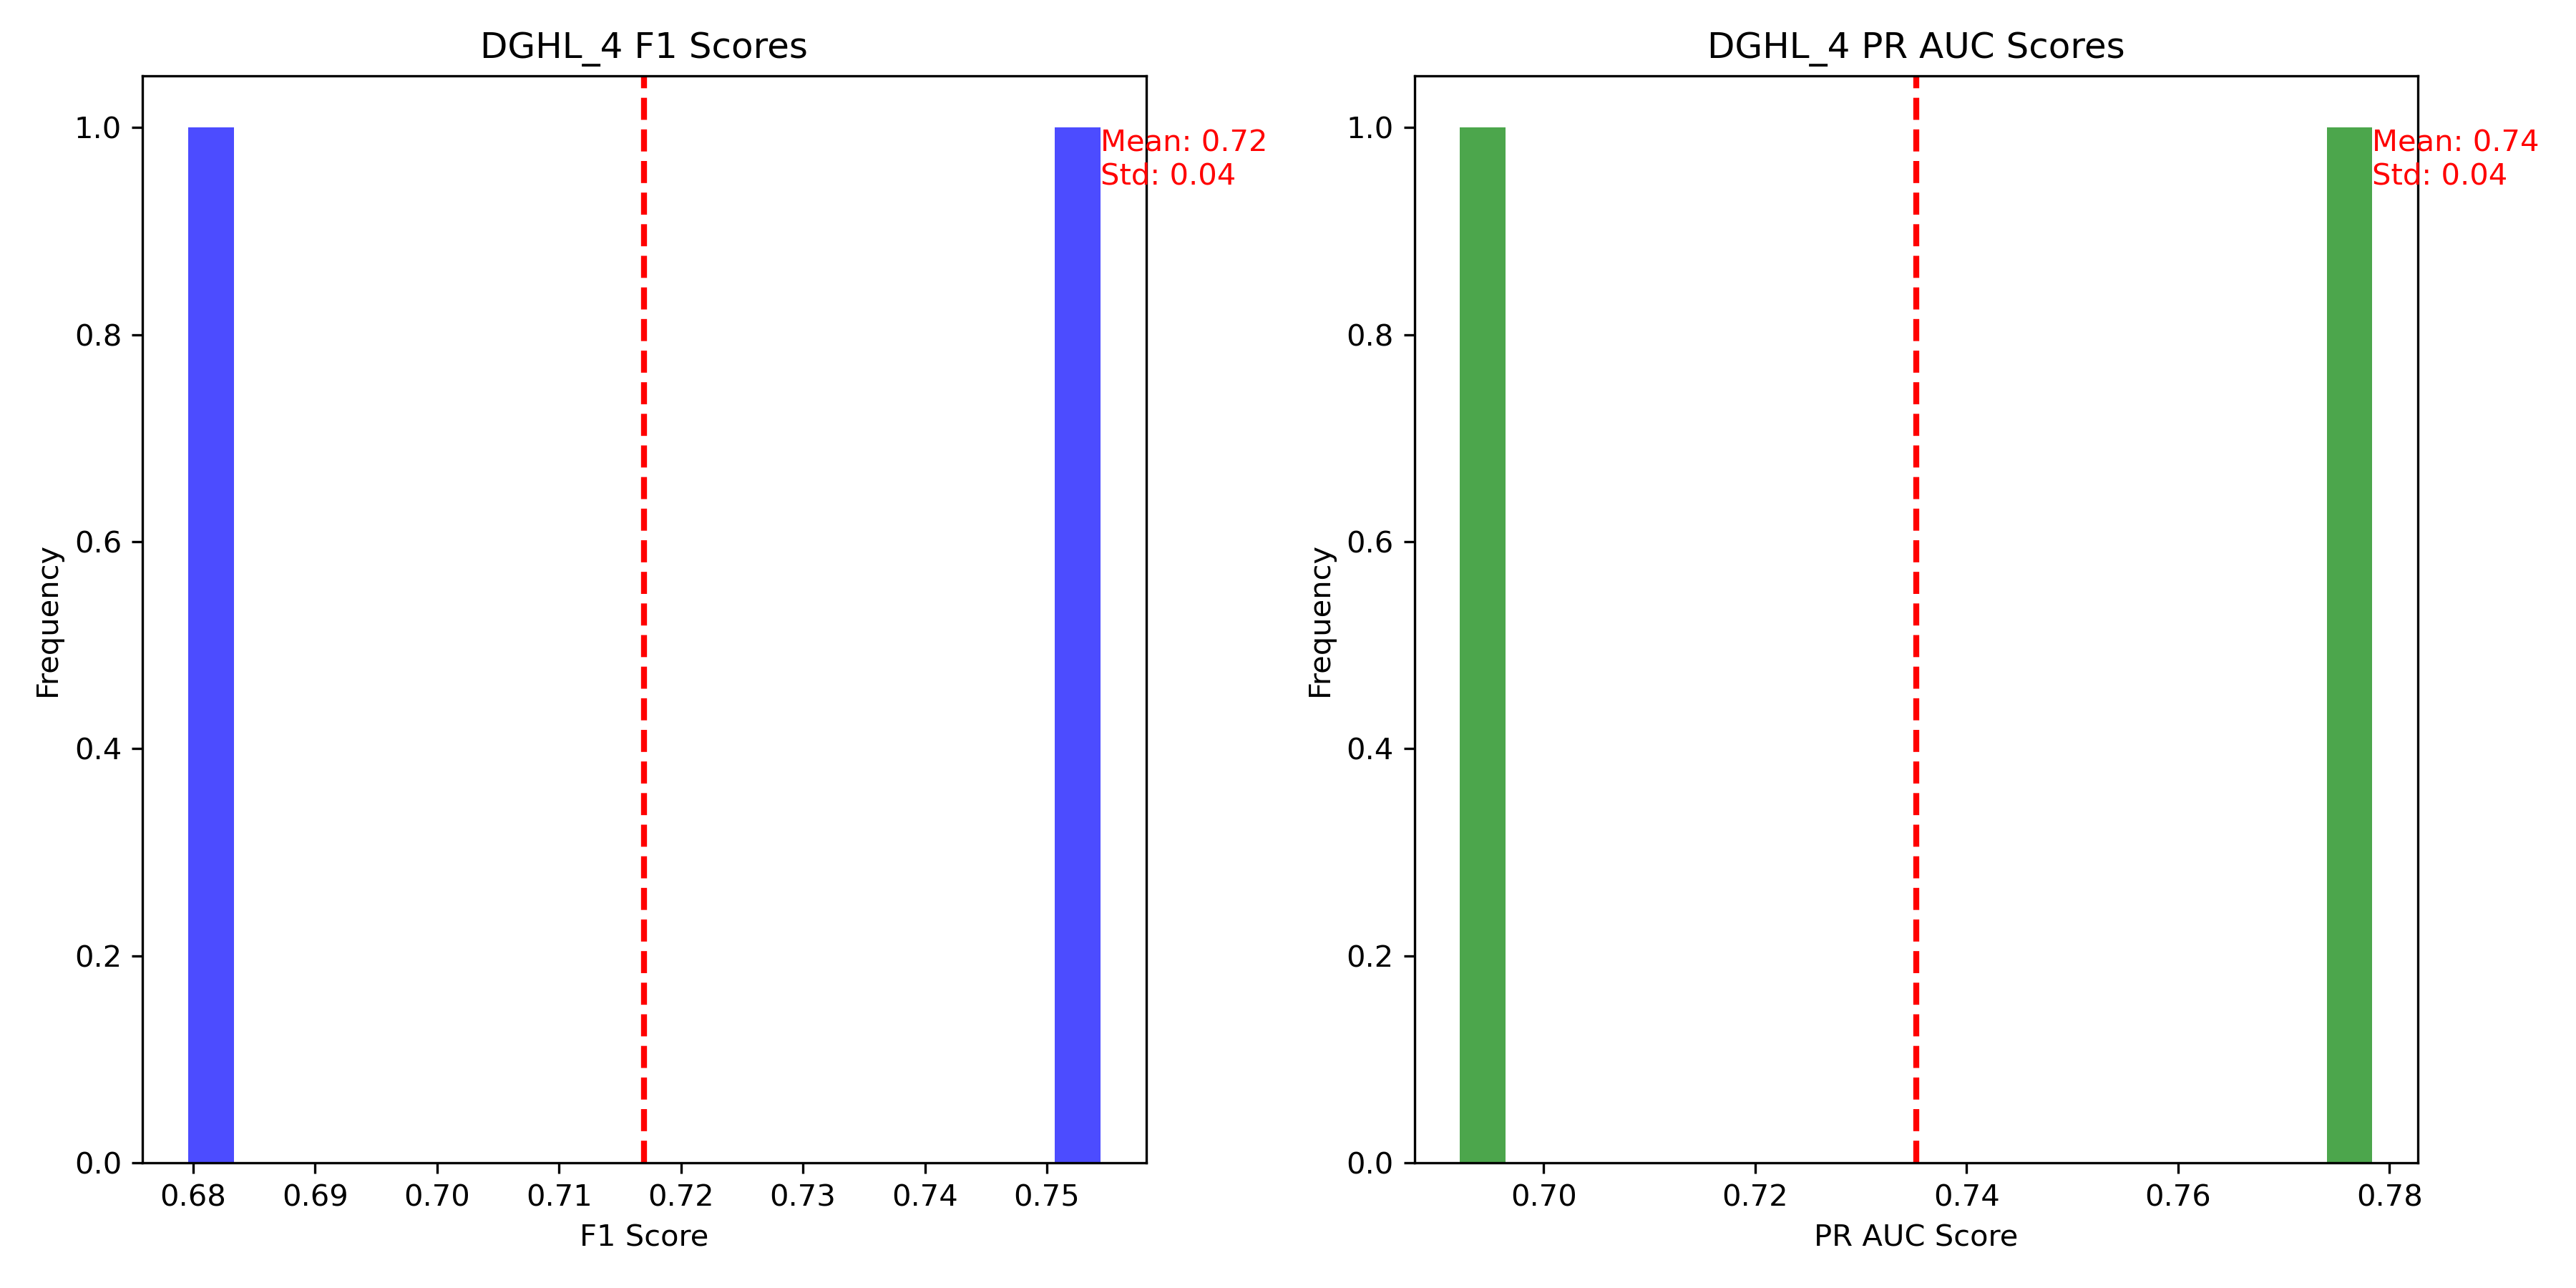 DGHL_4 F1 Scores
1.0
0.8
0.6
0.4
0.2
0.0
Frequency
Mean: 0.72
Std: 0.04
0.68 0.69 0.70 0.71 0.72 0.73 0.74 0.75
F1 Score
DGHL_4 PR AUC Scores
1.0
0.8
0.6
0.4
0.2
0.0
Frequency
Mean: 0.74
Std: 0.04
0.70 0.72 0.74 0.76 0.78
PR AUC Score